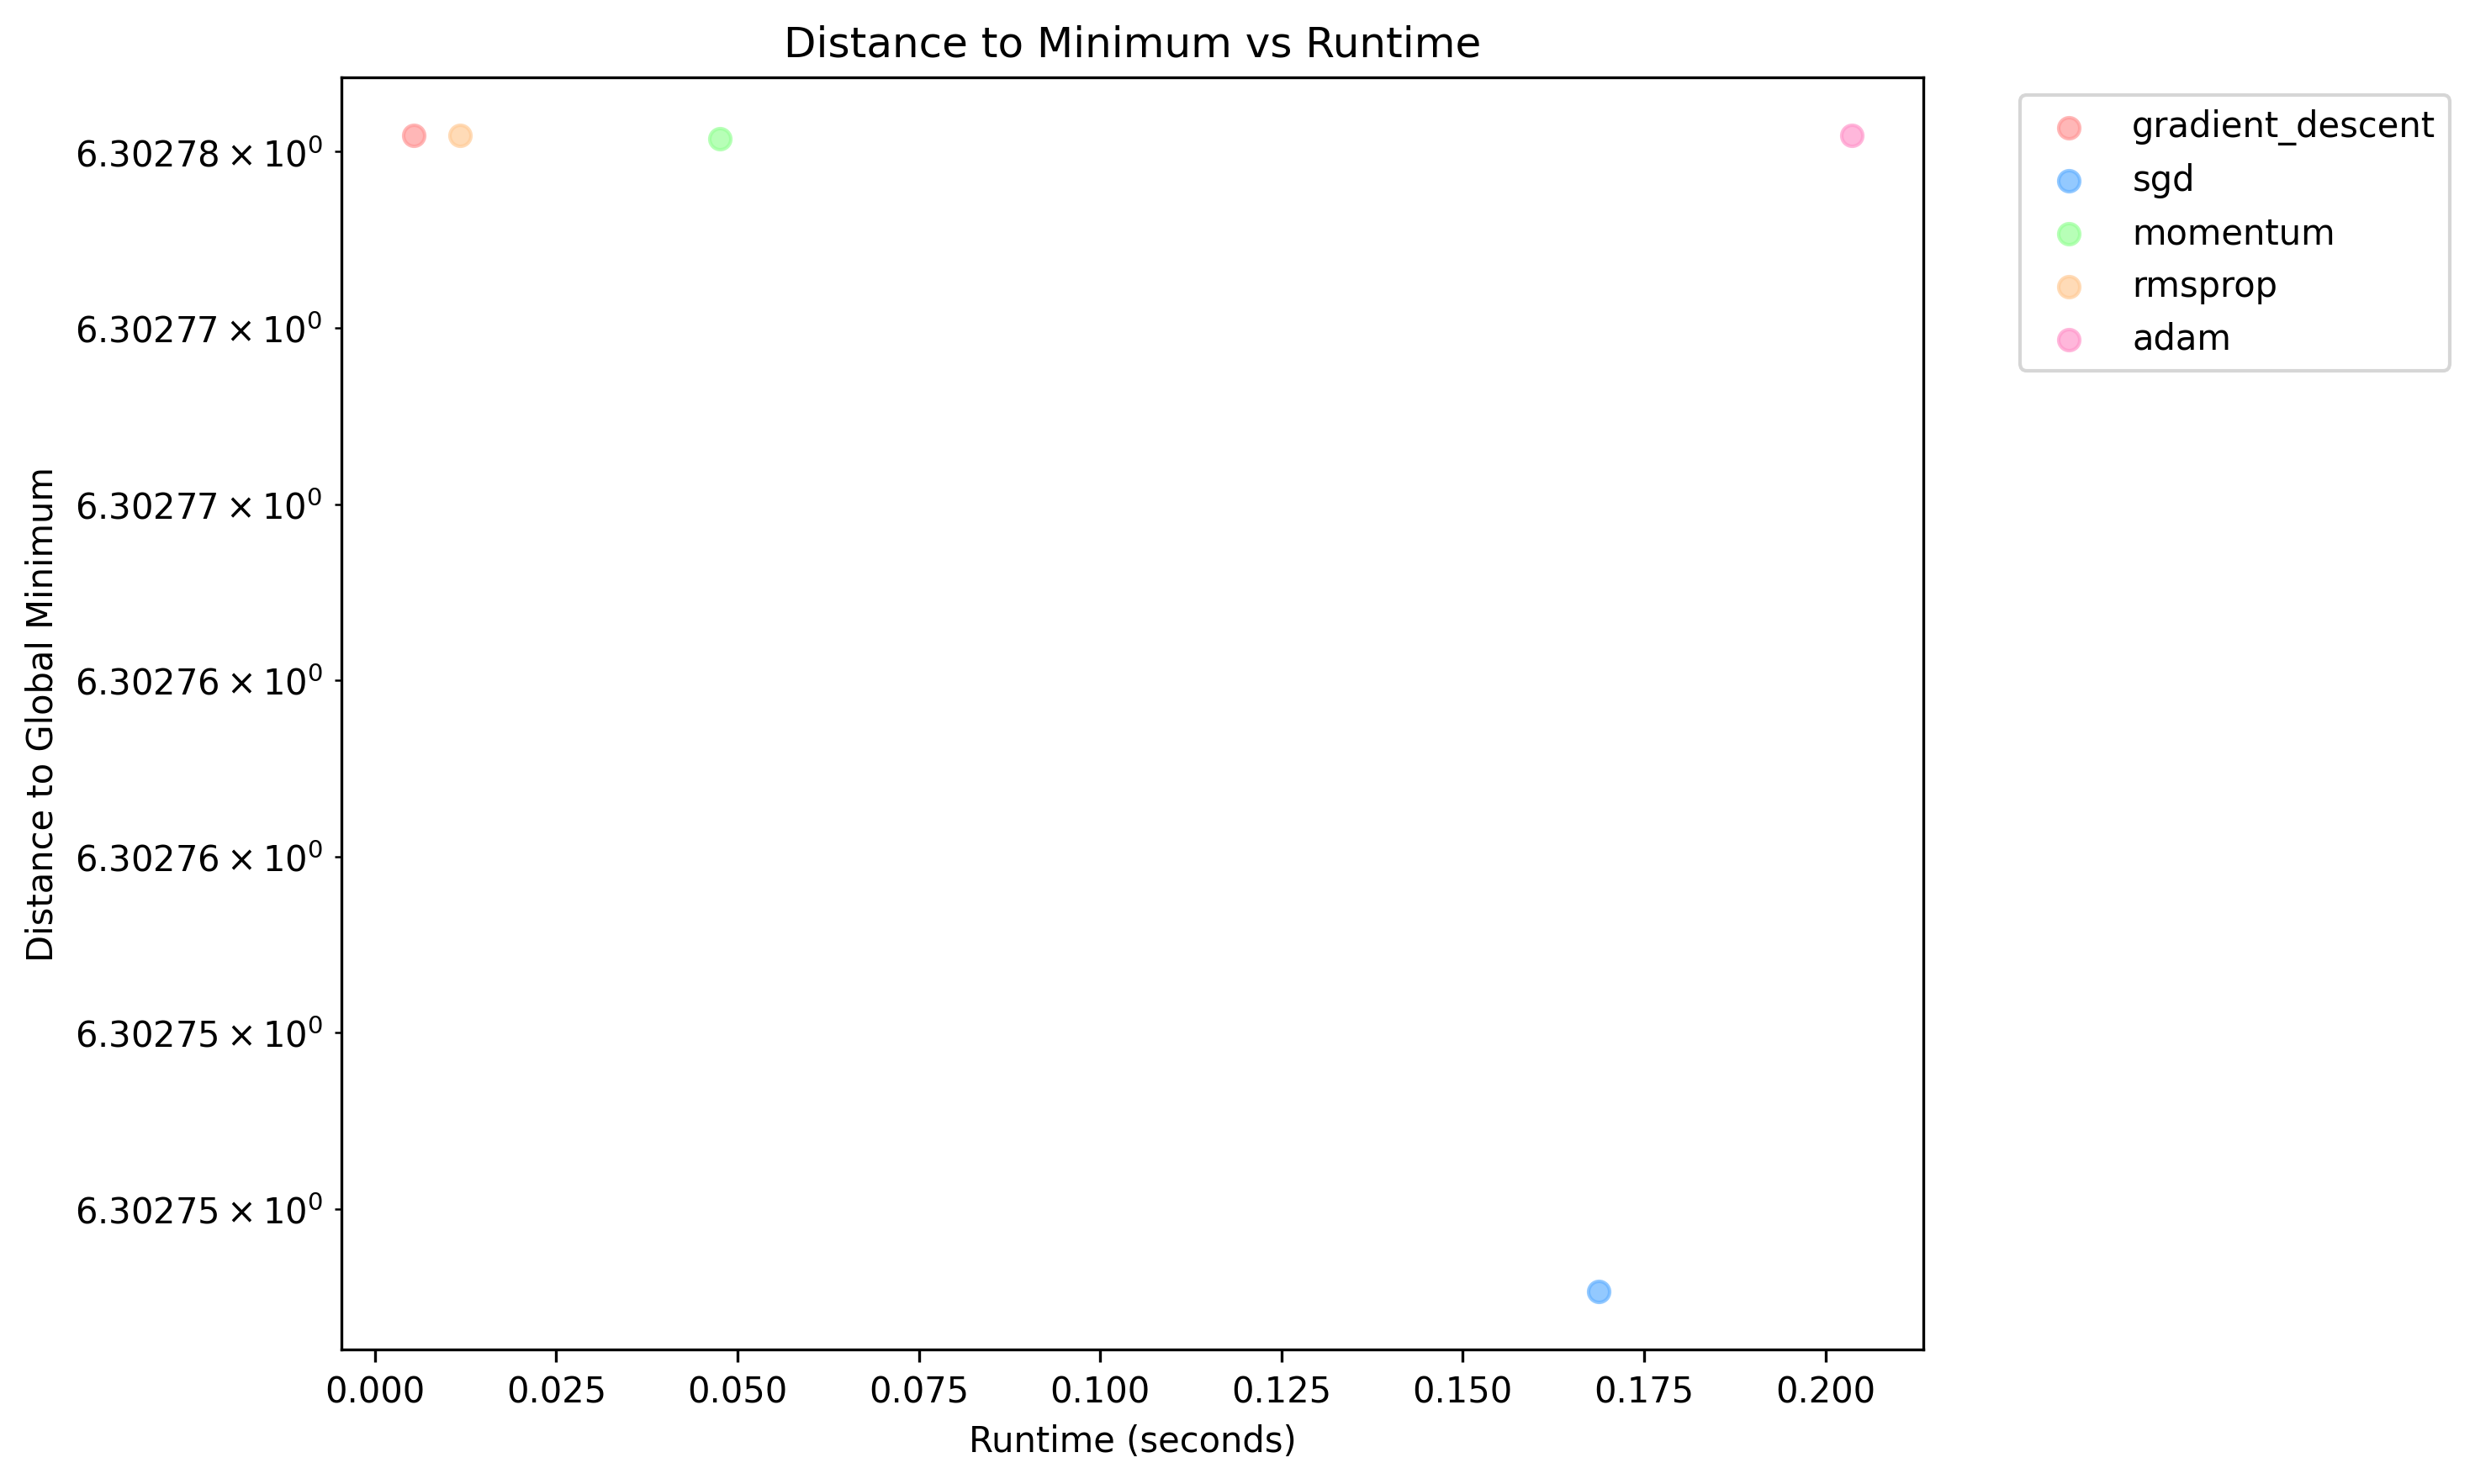 Distance to Minimum vs Runtime
6.30278 × 10⁰
6.30277 × 10⁰
6.30277 × 10⁰
6.30276 × 10⁰
6.30276 × 10⁰
6.30275 × 10⁰
6.30275 × 10⁰
Distance to Global Minimum
0.000 0.025 0.050 0.075 0.100 0.125 0.150 0.175 0.200
Runtime (seconds)
gradient_descent
sgd
momentum
rmsprop
adam